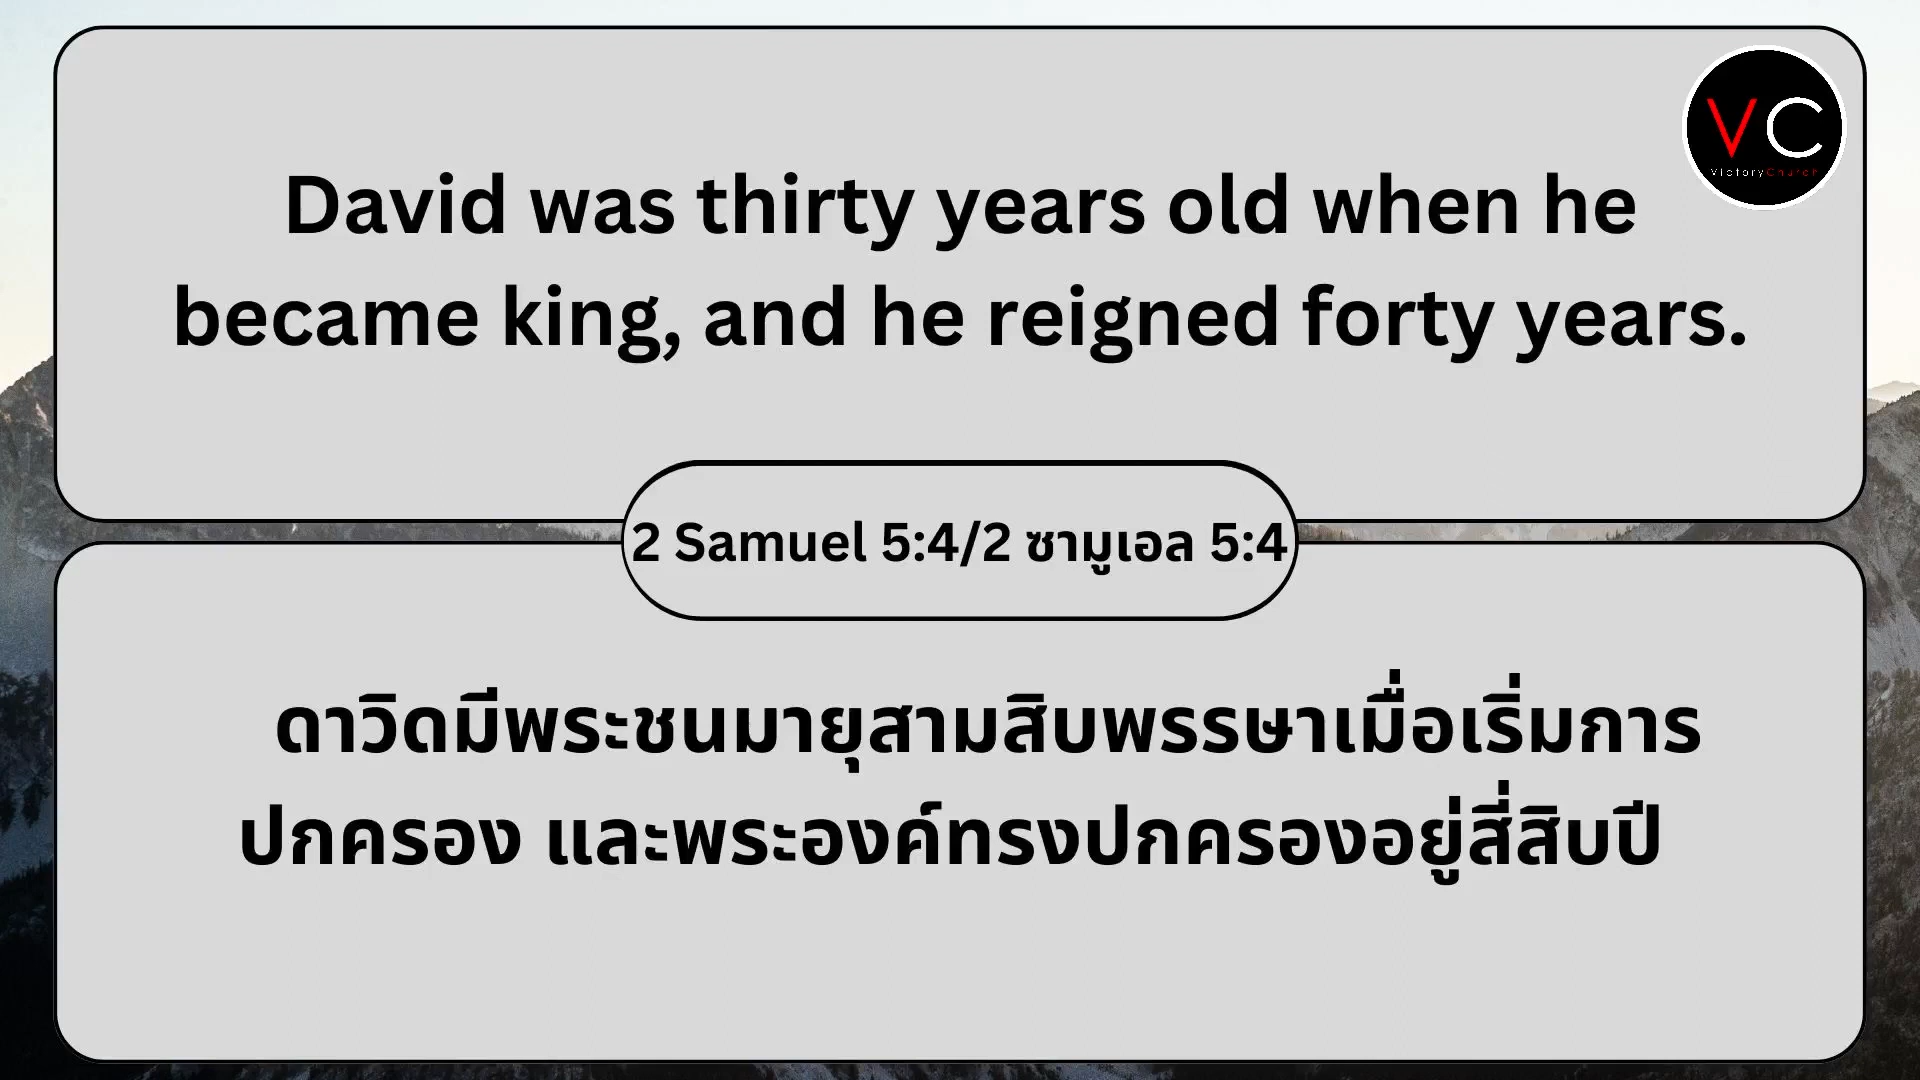 VC
VictoryChurch
David was thirty years old when he
became king, and he reigned forty years.
2 Samuel 5:4/2 ซามูเอล 5:4
ดาวิดมีพระชนมายุสามสิบพรรษาเมื่อเริ่มการ
ปกครอง และพระองค์ทรงปกครองอยู่สี่สิบปี